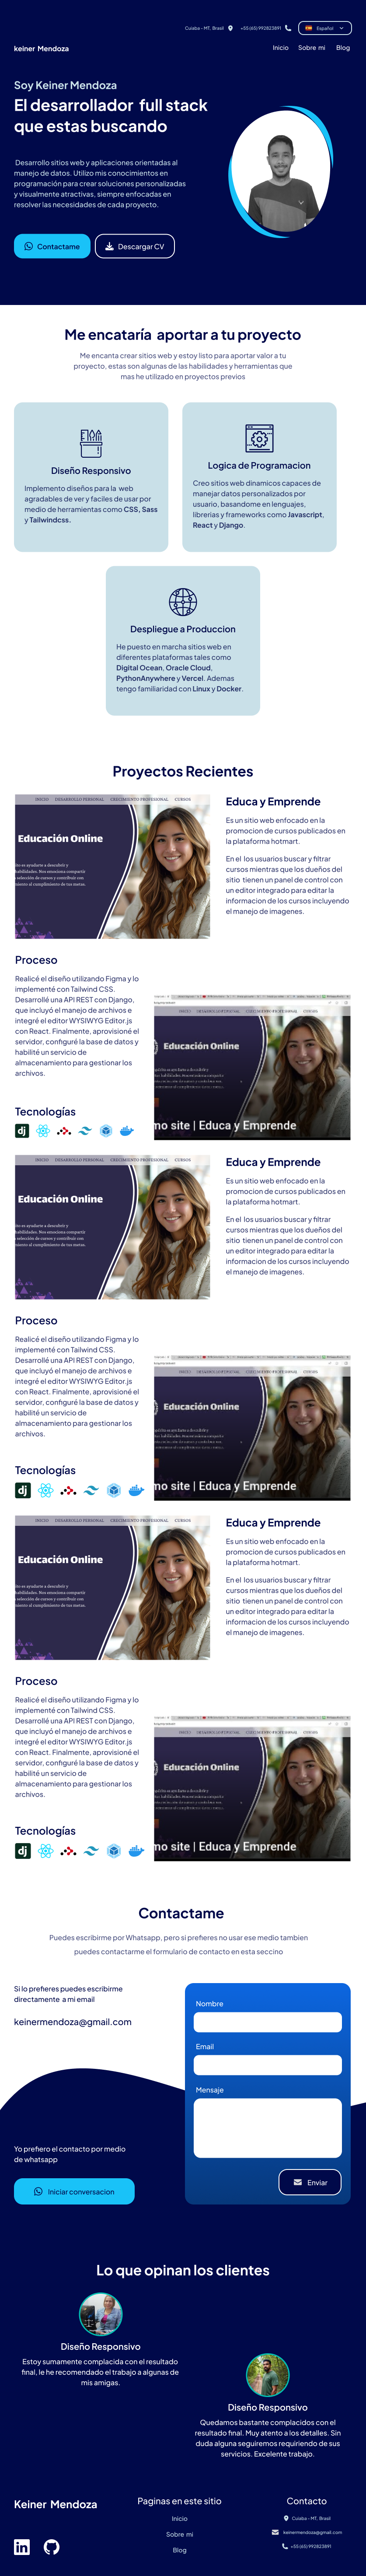 Cuiaba - MT, Brasil
+55 (65) 992823891
Español
keiner Mendoza
Inicio
Sobre mi
Blog
Soy Keiner Mendoza
El desarrollador full stack
que estas buscando
Desarrollo sitios web y aplicaciones orientadas al
manejo de datos. Utilizo mis conocimientos en
programación para crear soluciones personalizadas
y visualmente atractivas, siempre enfocadas en
resolver las necesidades de cada proyecto.
Contactame
Descargar CV
Me encataría aportar a tu proyecto
Me encanta crear sitios web y estoy listo para aportar valor a tu
proyecto, estas son algunas de las habilidades y herramientas que
mas he utilizado en proyectos previos
Diseño Responsivo
Implemento diseños para la web
agradables de ver y faciles de usar por
medio de herramientas como CSS, Sass
y Tailwindcss.
Logica de Programacion
Creo sitios web dinamicos capaces de
manejar datos personalizados por
usuario, basandome en lenguajes,
librerias y frameworks como Javascript,
React y Django.
Despliegue a Produccion
He puesto en marcha sitios web en
diferentes plataformas tales como
Digital Ocean, Oracle Cloud,
PythonAnywhere y Vercel. Ademas
tengo familiaridad con Linux y Docker.
Proyectos Recientes
INICIO DESARROLLO PERSONAL CRECIMIENTO PROFESIONAL CURSOS
Educación Online
Educa y Emprende
Es un sitio web enfocado en la
promocion de cursos publicados en
la plataforma hotmart.
En el los usuarios buscar y filtrar
cursos mientras que los dueños del
sitio tienen un panel de control con
un editor integrado para editar la
informacion de los cursos incluyendo
el manejo de imagenes.
Proceso
Realicé el diseño utilizando Figma y lo
implementé con Tailwind CSS.
Desarrollé una API REST con Django,
que incluyó el manejo de archivos e
integré el editor WYSIWYG Editor.js
con React. Finalmente, aprovisioné el
servidor, configuré la base de datos y
habilité un servicio de
almacenamiento para gestionar los
archivos.
Educación Online
mo site | Educa y Emprende
Tecnologías
dj
INICIO DESARROLLO PERSONAL CRECIMIENTO PROFESIONAL CURSOS
Educación Online
Educa y Emprende
Es un sitio web enfocado en la
promocion de cursos publicados en
la plataforma hotmart.
En el los usuarios buscar y filtrar
cursos mientras que los dueños del
sitio tienen un panel de control con
un editor integrado para editar la
informacion de los cursos incluyendo
el manejo de imagenes.
Proceso
Realicé el diseño utilizando Figma y lo
implementé con Tailwind CSS.
Desarrollé una API REST con Django,
que incluyó el manejo de archivos e
integré el editor WYSIWYG Editor.js
con React. Finalmente, aprovisioné el
servidor, configuré la base de datos y
habilité un servicio de
almacenamiento para gestionar los
archivos.
Educación Online
mo site | Educa y Emprende
Tecnologías
dj
INICIO DESARROLLO PERSONAL CRECIMIENTO PROFESIONAL CURSOS
Educación Online
Educa y Emprende
Es un sitio web enfocado en la
promocion de cursos publicados en
la plataforma hotmart.
En el los usuarios buscar y filtrar
cursos mientras que los dueños del
sitio tienen un panel de control con
un editor integrado para editar la
informacion de los cursos incluyendo
el manejo de imagenes.
Proceso
Realicé el diseño utilizando Figma y lo
implementé con Tailwind CSS.
Desarrollé una API REST con Django,
que incluyó el manejo de archivos e
integré el editor WYSIWYG Editor.js
con React. Finalmente, aprovisioné el
servidor, configuré la base de datos y
habilité un servicio de
almacenamiento para gestionar los
archivos.
Educación Online
mo site | Educa y Emprende
Tecnologías
dj
Contactame
Puedes escribirme por Whatsapp, pero si prefieres no usar ese medio tambien
puedes contactarme el formulario de contacto en esta seccino
Si lo prefieres puedes escribirme
directamente a mi email
keinermendoza@gmail.com
Nombre
Email
Mensaje
Enviar
Yo prefiero el contacto por medio
de whatsapp
Iniciar conversacion
Lo que opinan los clientes
Diseño Responsivo
Estoy sumamente complacida con el resultado
final, le he recomendado el trabajo a algunas de
mis amigas.
Diseño Responsivo
Quedamos bastante complacidos con el
resultado final. Muy atento a los detalles. Sin
duda alguna seguiremos requiriendo de sus
servicios. Excelente trabajo.
Keiner Mendoza
in
Paginas en este sitio
Inicio
Sobre mi
Blog
Contacto
Cuiaba - MT, Brasil
keinermendoza@gmail.com
+55 (65) 992823891